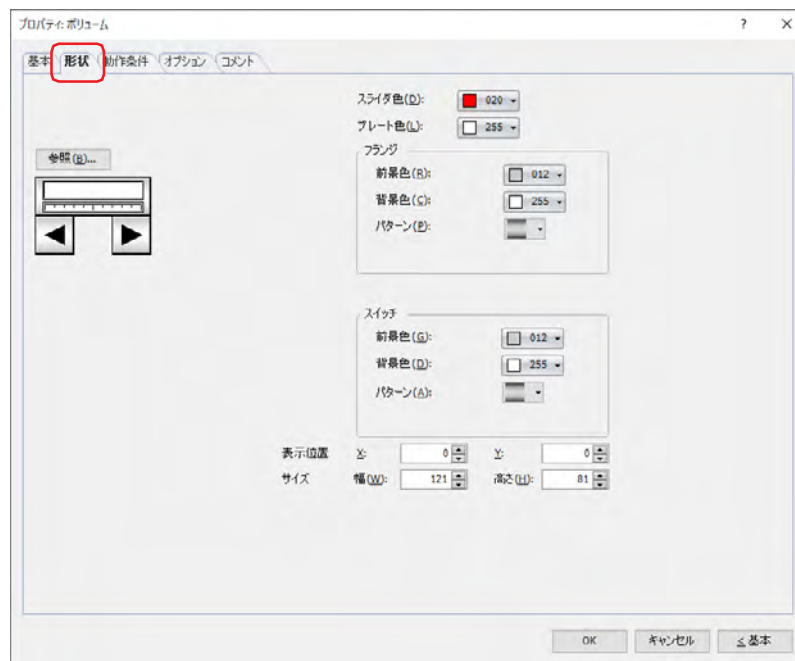 プロパティ: ボリューム ? ×
基本 形状 動作条件 オプション コメント
スライダ色(D): 020
プレート色(L): 255
参照(B)...
フランジ
前景色(R): 012
背景色(C): 255
パターン(P):
スイッチ
前景色(G): 012
背景色(D): 255
パターン(A):
表示位置 X: 0 Y: 0
サイズ 幅(W): 121 高さ(H): 81
OK キャンセル ≤ 基本